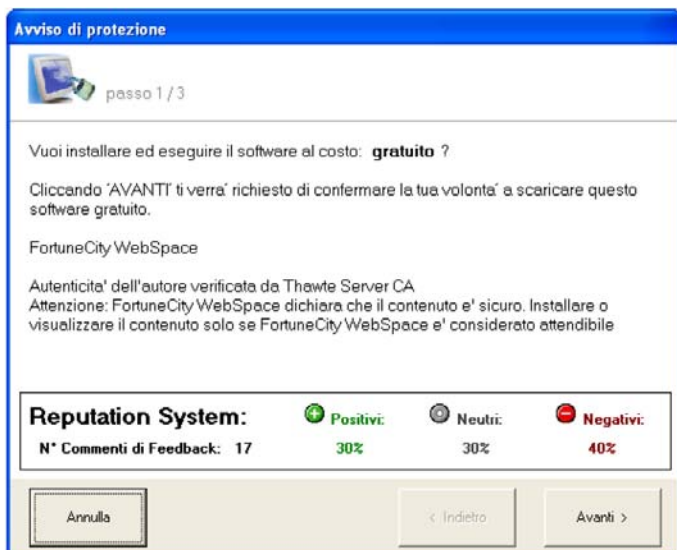 Avviso di protezione
passo 1 / 3
Vuoi installare ed eseguire il software al costo: gratuito ?
Cliccando 'AVANTI' ti verra' richiesto di confermare la tua volonta' a scaricare questo
software gratuito.
FortuneCity WebSpace
Autenticita' dell'autore verificata da Thawte Server CA
Attenzione: FortuneCity WebSpace dichiara che il contenuto e' sicuro. Installare o
visualizzare il contenuto solo se FortuneCity WebSpace e' considerato attendibile
Reputation System: Positivi: Neutri: Negativi:
N° Commenti di Feedback: 17 30% 30% 40%
Annulla < Indietro Avanti >